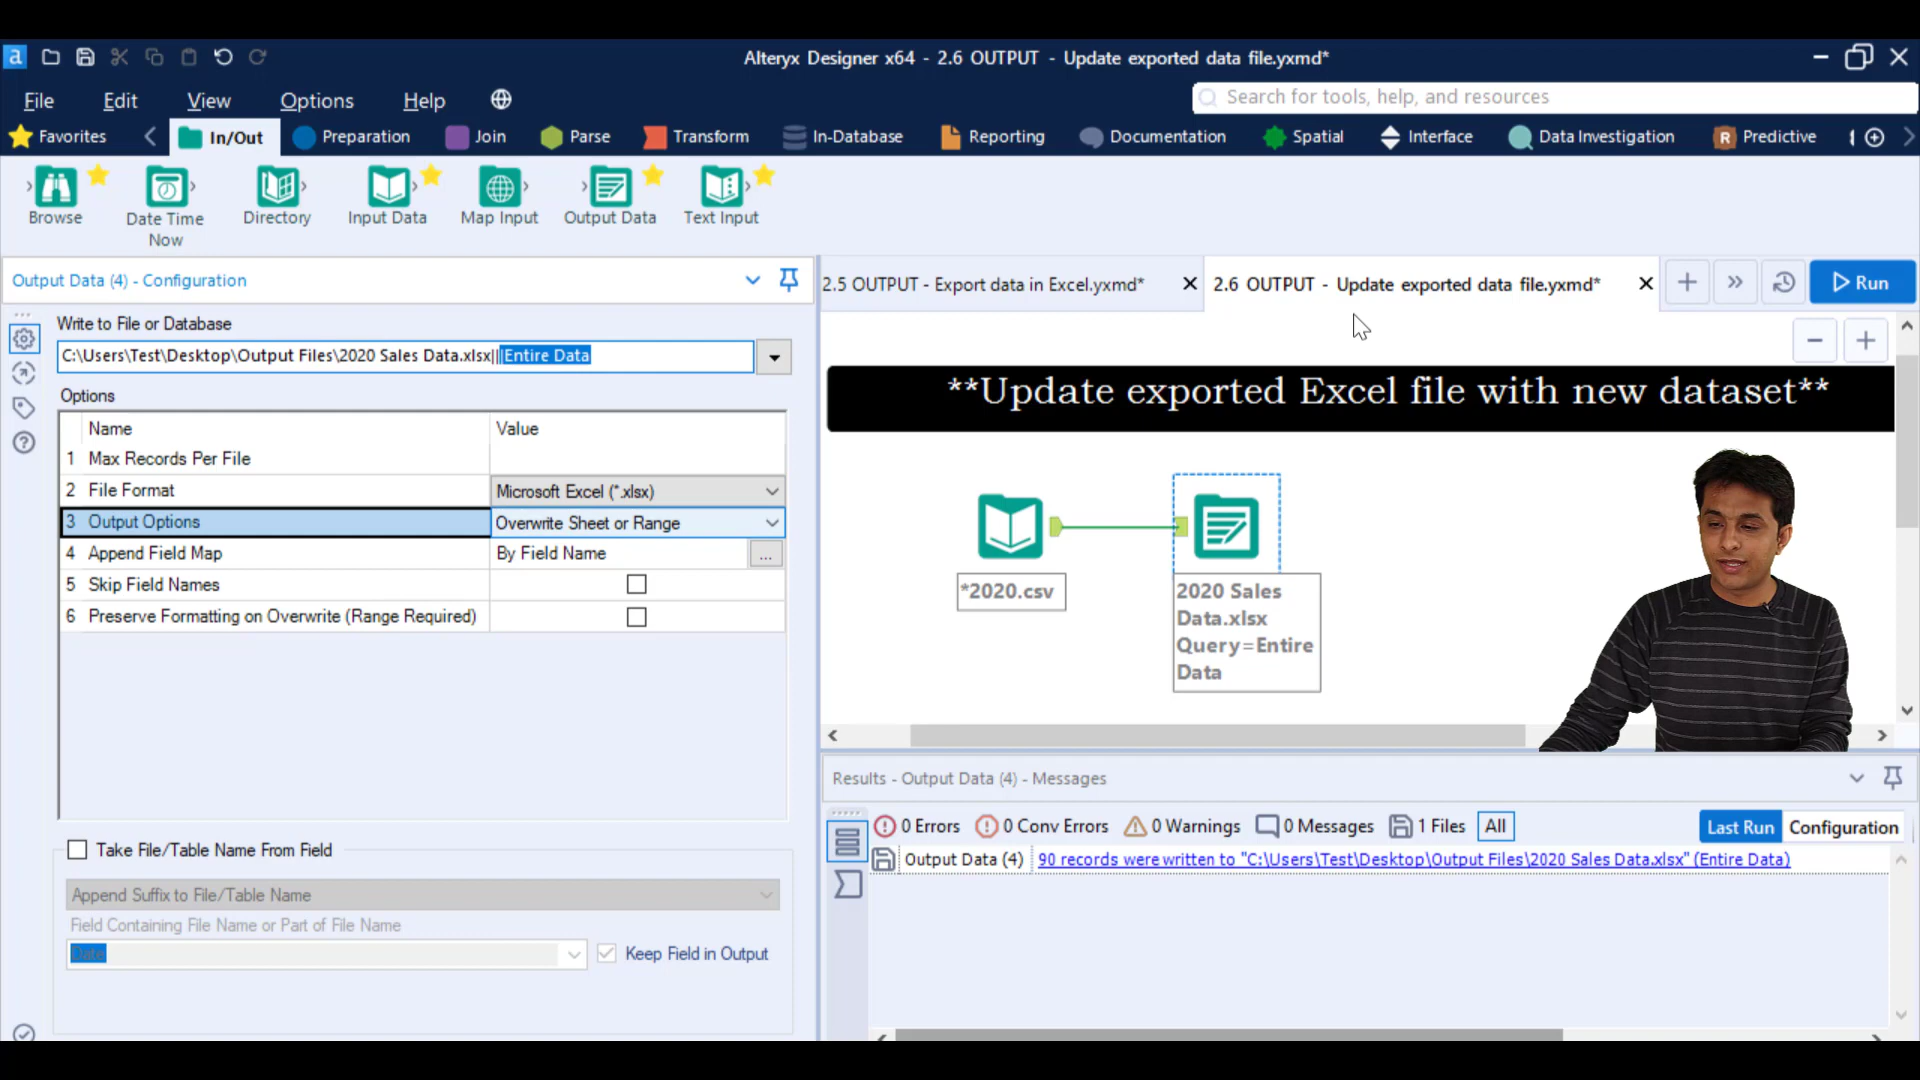 a
Alteryx Designer x64 - 2.6 OUTPUT - Update exported data file.yxmd*
File Edit View Options Help
Search for tools, help, and resources
Favorites In/Out Preparation Join Parse Transform In-Database Reporting Documentation Spatial Interface Data Investigation R Predictive
Browse
Date Time
Now
Directory
Input Data
Map Input
Output Data
Text Input
Output Data (4) - Configuration
Write to File or Database
C:\Users\Test\Desktop\Output Files\2020 Sales Data.xlsx|||Entire Data
Options
Name Value
1 Max Records Per File
2 File Format Microsoft Excel (*.xlsx)
3 Output Options Overwrite Sheet or Range
4 Append Field Map By Field Name ...
5 Skip Field Names
6 Preserve Formatting on Overwrite (Range Required)
Take File/Table Name From Field
Append Suffix to File/Table Name
Field Containing File Name or Part of File Name
Date
Keep Field in Output
2.5 OUTPUT - Export data in Excel.yxmd*
2.6 OUTPUT - Update exported data file.yxmd*
Run
**Update exported Excel file with new dataset**
*2020.csv
2020 Sales
Data.xlsx
Query=Entire
Data
Results - Output Data (4) - Messages
0 Errors 0 Conv Errors 0 Warnings 0 Messages 1 Files All
Last Run Configuration
Output Data (4) 90 records were written to "C:\Users\Test\Desktop\Output Files\2020 Sales Data.xlsx" (Entire Data)